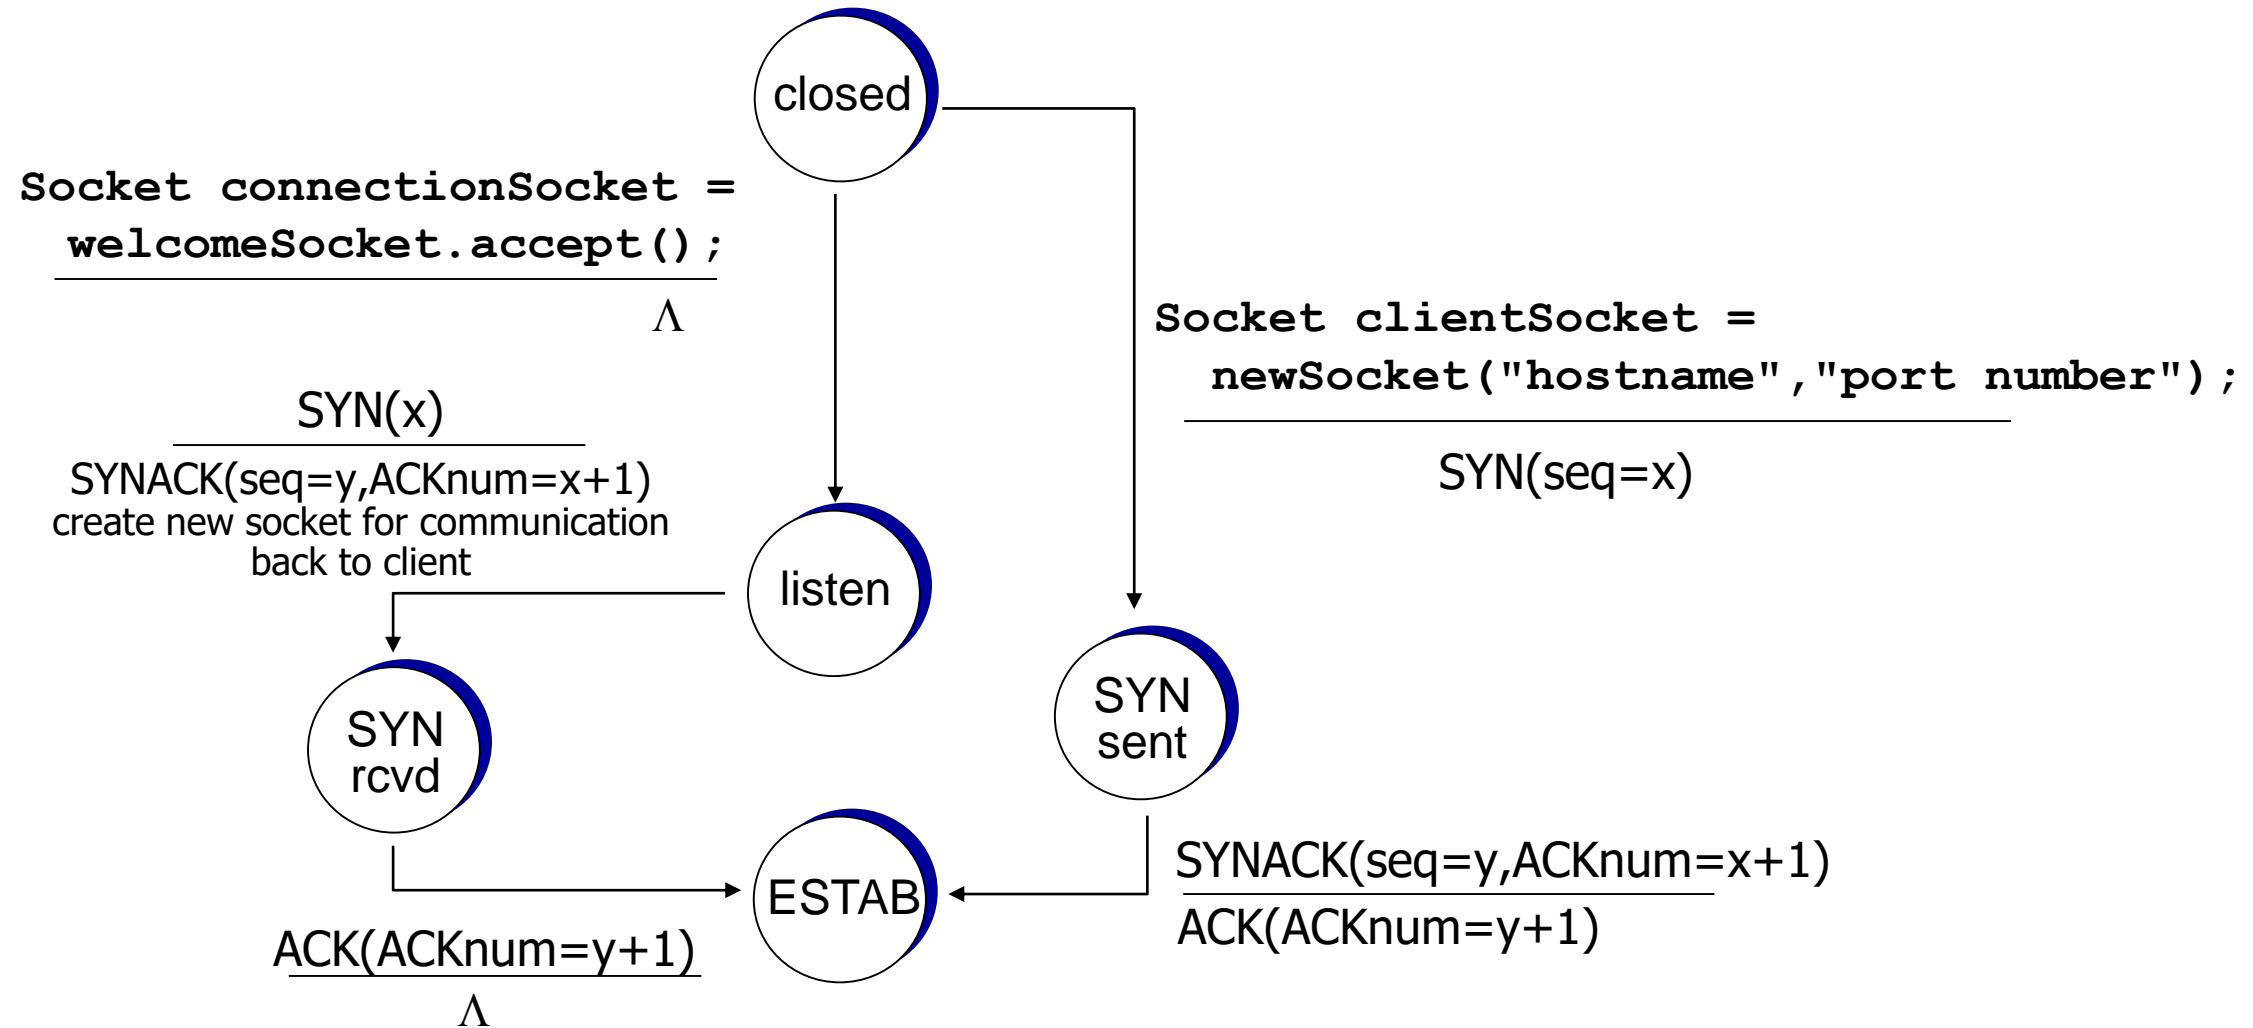 closed
Socket connectionSocket =
welcomeSocket.accept();
Λ
Socket clientSocket =
newSocket("hostname","port number");
SYN(seq=x)
SYN(x)
SYNACK(seq=y,ACKnum=x+1)
create new socket for communication
back to client
listen
SYN
rcvd
SYN
sent
ESTAB
SYNACK(seq=y,ACKnum=x+1)
ACK(ACKnum=y+1)
ACK(ACKnum=y+1)
Λ